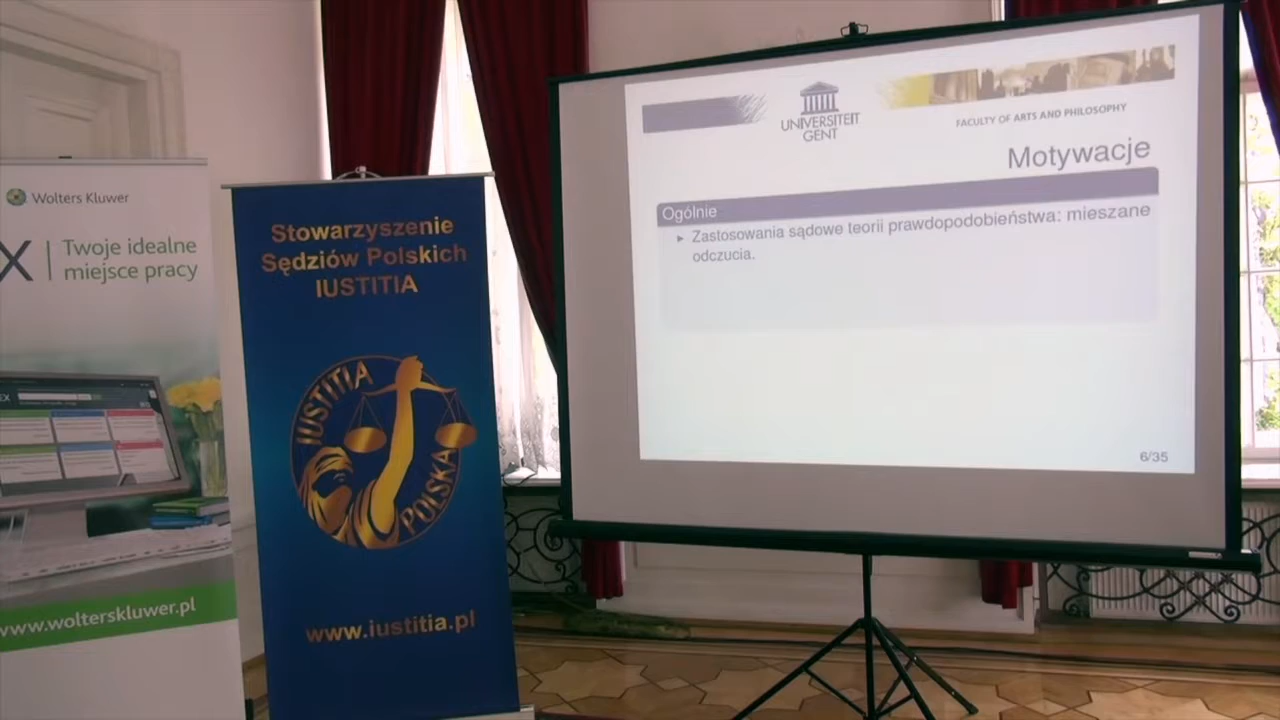 Wolters Kluwer
X
Twoje idealne
miejsce pracy
www.wolterskluwer.pl
Stowarzyszenie
Sędziów Polskich
IUSTITIA
IUSTITIA
POLSKA
www.iustitia.pl
UNIVERSITEIT
GENT
FACULTY OF ARTS AND PHILOSOPHY
Motywacje
Ogólnie
▸ Zastosowania sądowe teorii prawdopodobieństwa: mieszane
odczucia.
6/35